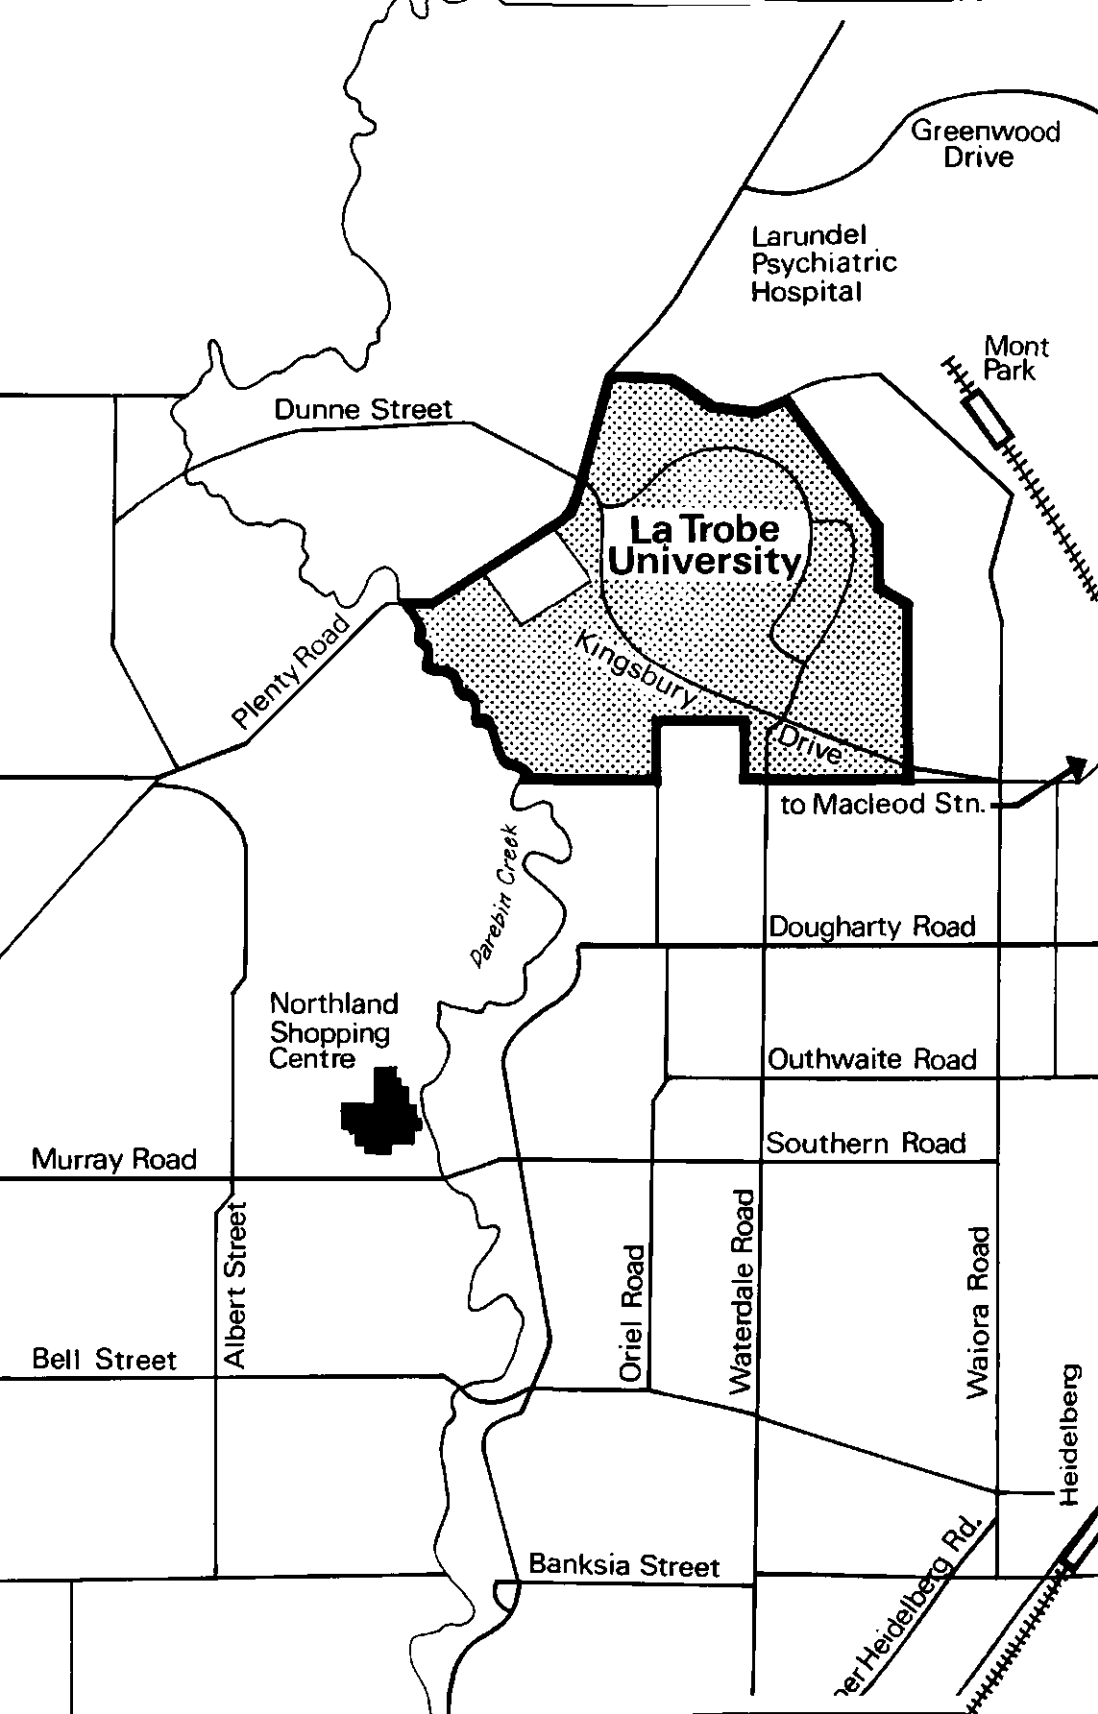 Greenwood
Drive
Larundel
Psychiatric
Hospital
Mont
Park
Dunne Street
La Trobe
University
Plenty Road
Kingsbury
Drive
to Macleod Stn.
Darebin Creek
Dougharty Road
Northland
Shopping
Centre
Outhwaite Road
Southern Road
Murray Road
Albert Street
Oriel Road
Waterdale Road
Waiora Road
Bell Street
Heidelberg
Banksia Street
per Heidelberg Rd.